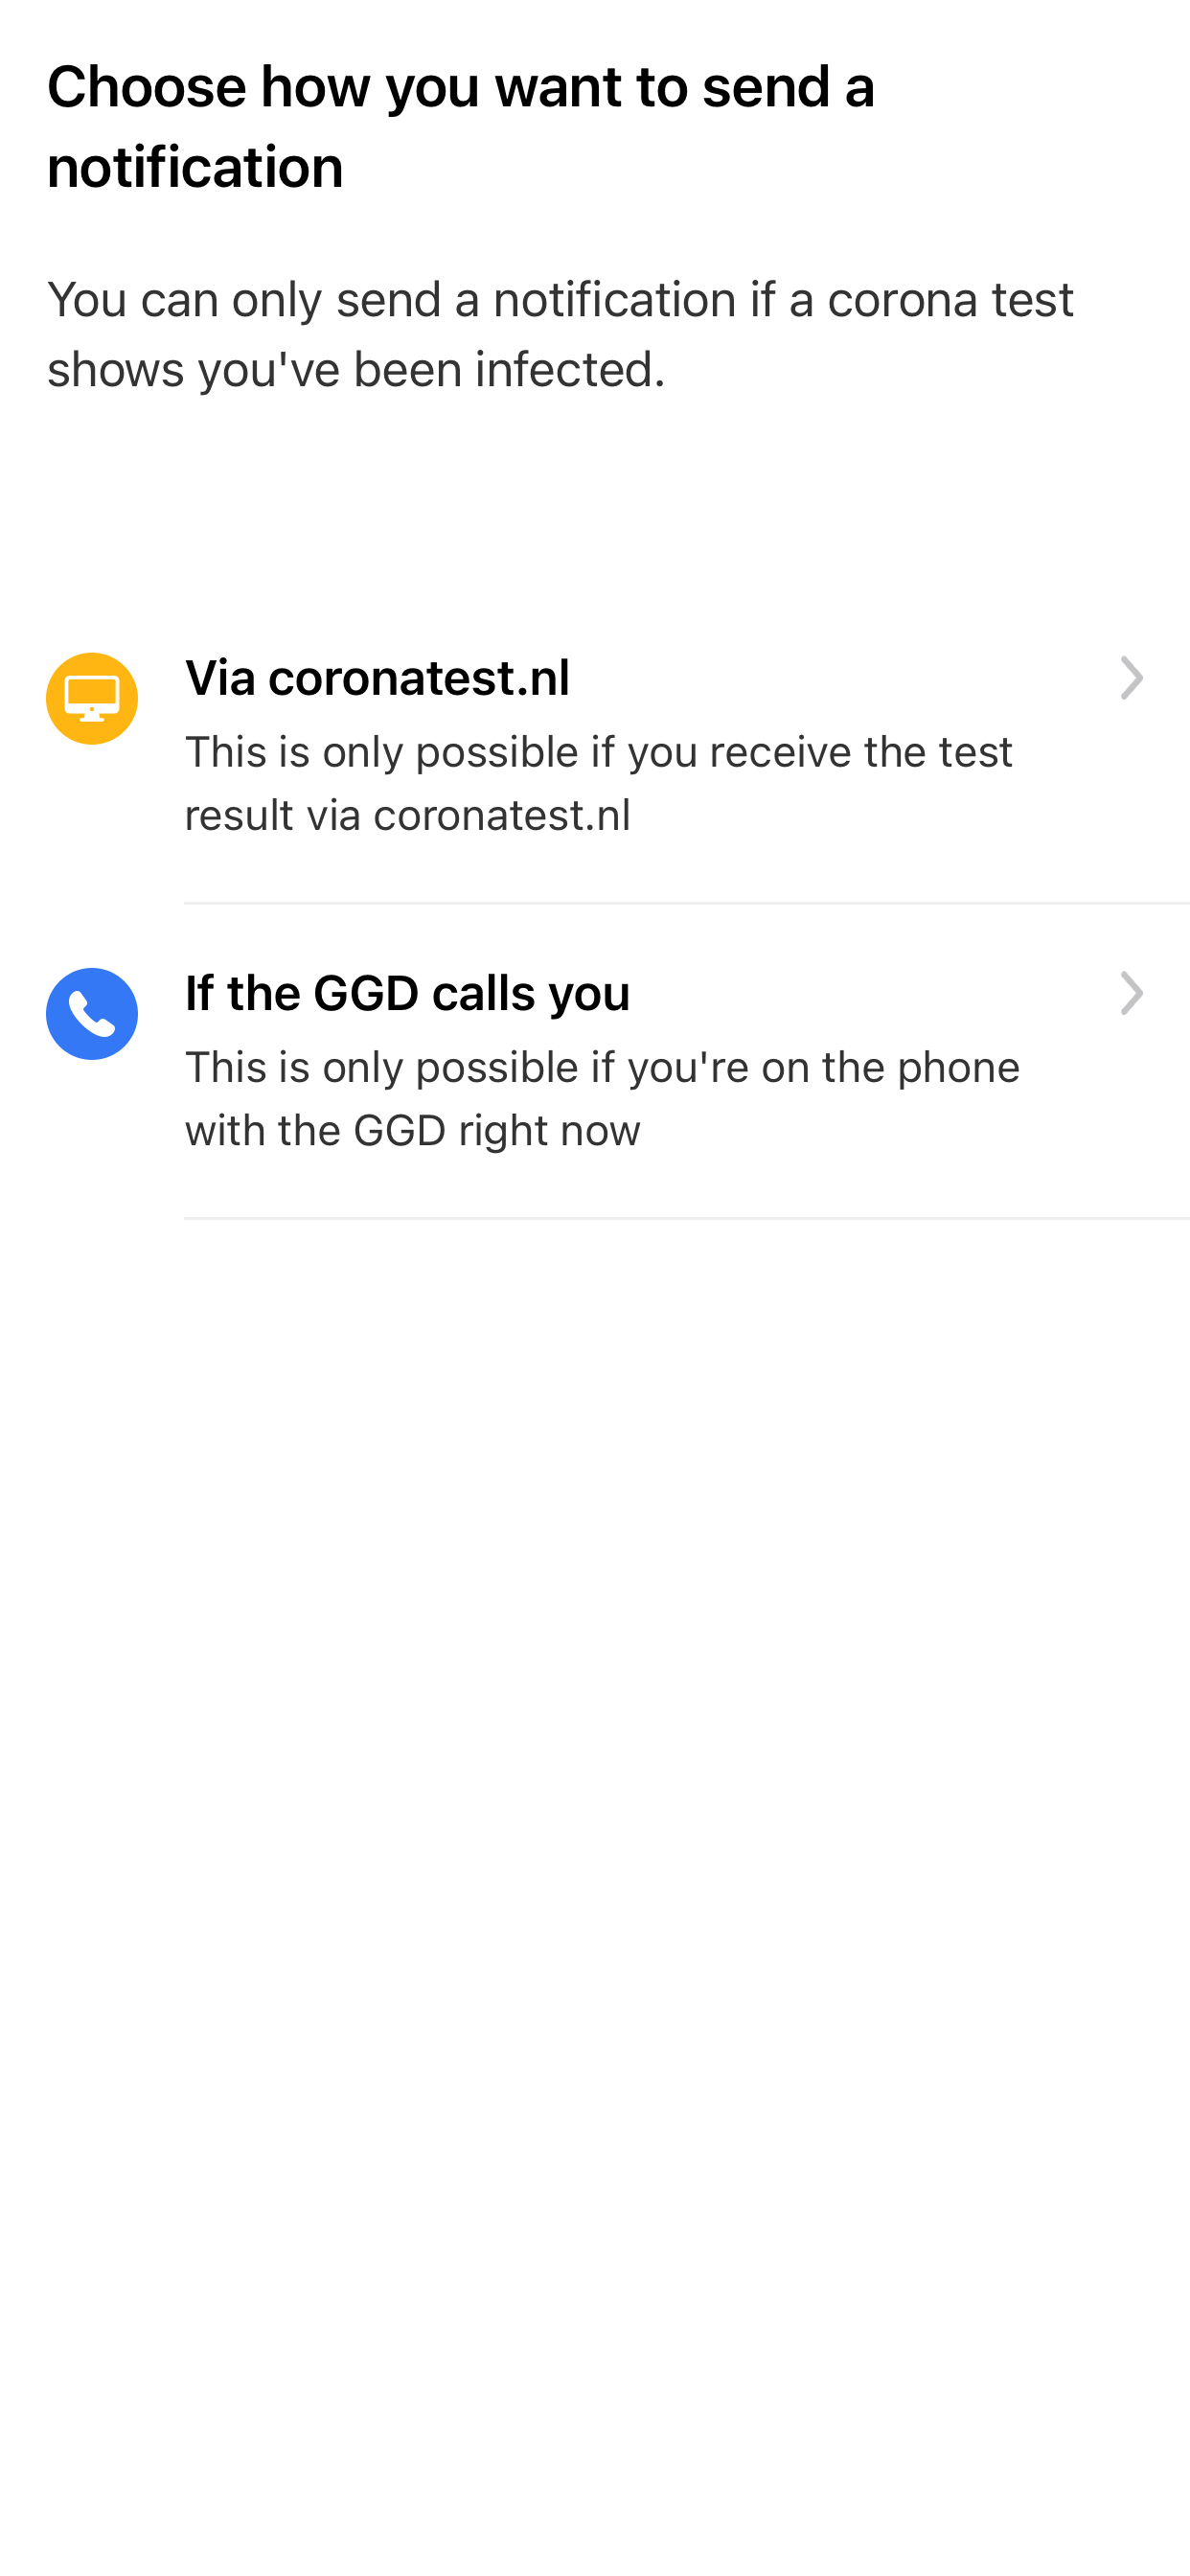 Choose how you want to send a
notification
You can only send a notification if a corona test
shows you've been infected.
Via coronatest.nl
This is only possible if you receive the test
result via coronatest.nl
If the GGD calls you
This is only possible if you're on the phone
with the GGD right now